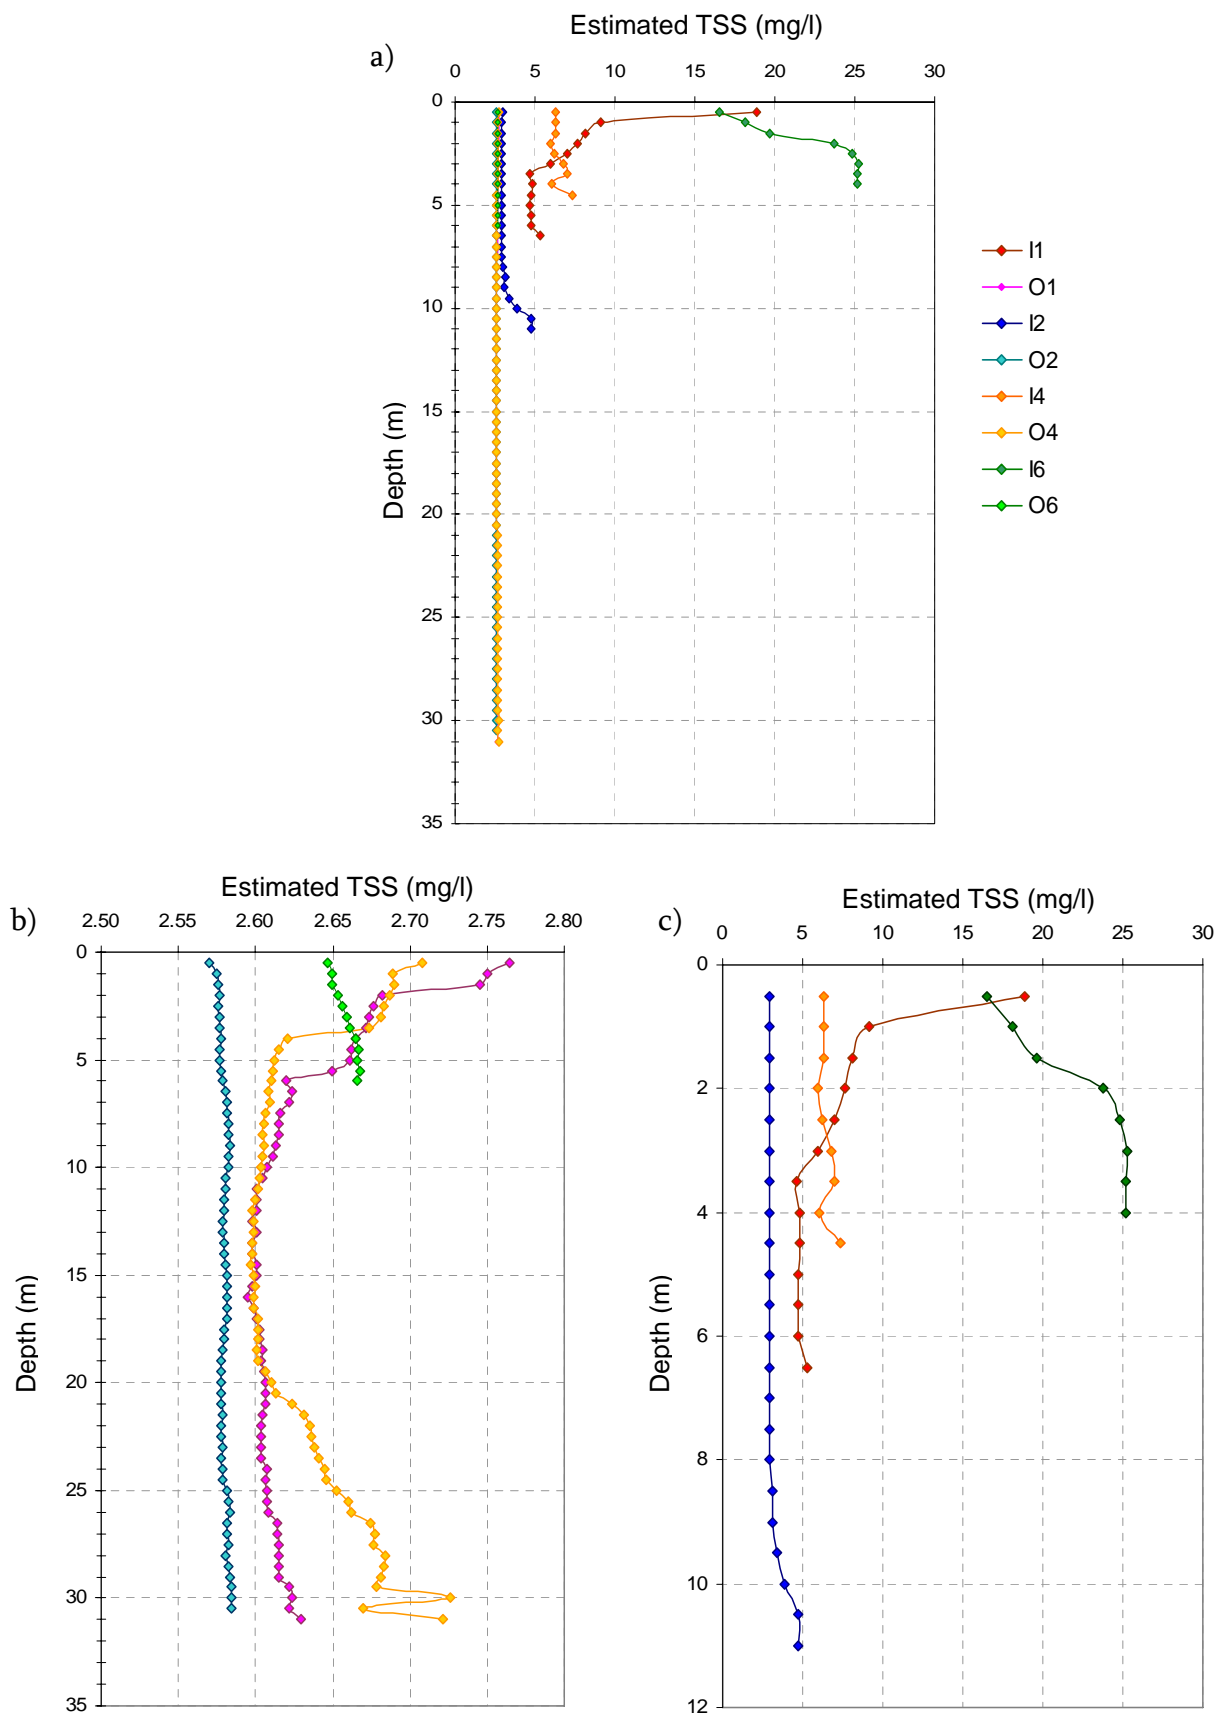 Estimated TSS (mg/l)
a)
0 5 10 15 20 25 30
0
5
10
15
20
25
30
35
Depth (m)
I1
O1
I2
O2
I4
O4
I6
O6
Estimated TSS (mg/l)
b)
2.50 2.55 2.60 2.65 2.70 2.75 2.80
0
5
10
15
20
25
30
35
Depth (m)
Estimated TSS (mg/l)
c)
0 5 10 15 20 25 30
0
2
4
6
8
10
12
Depth (m)